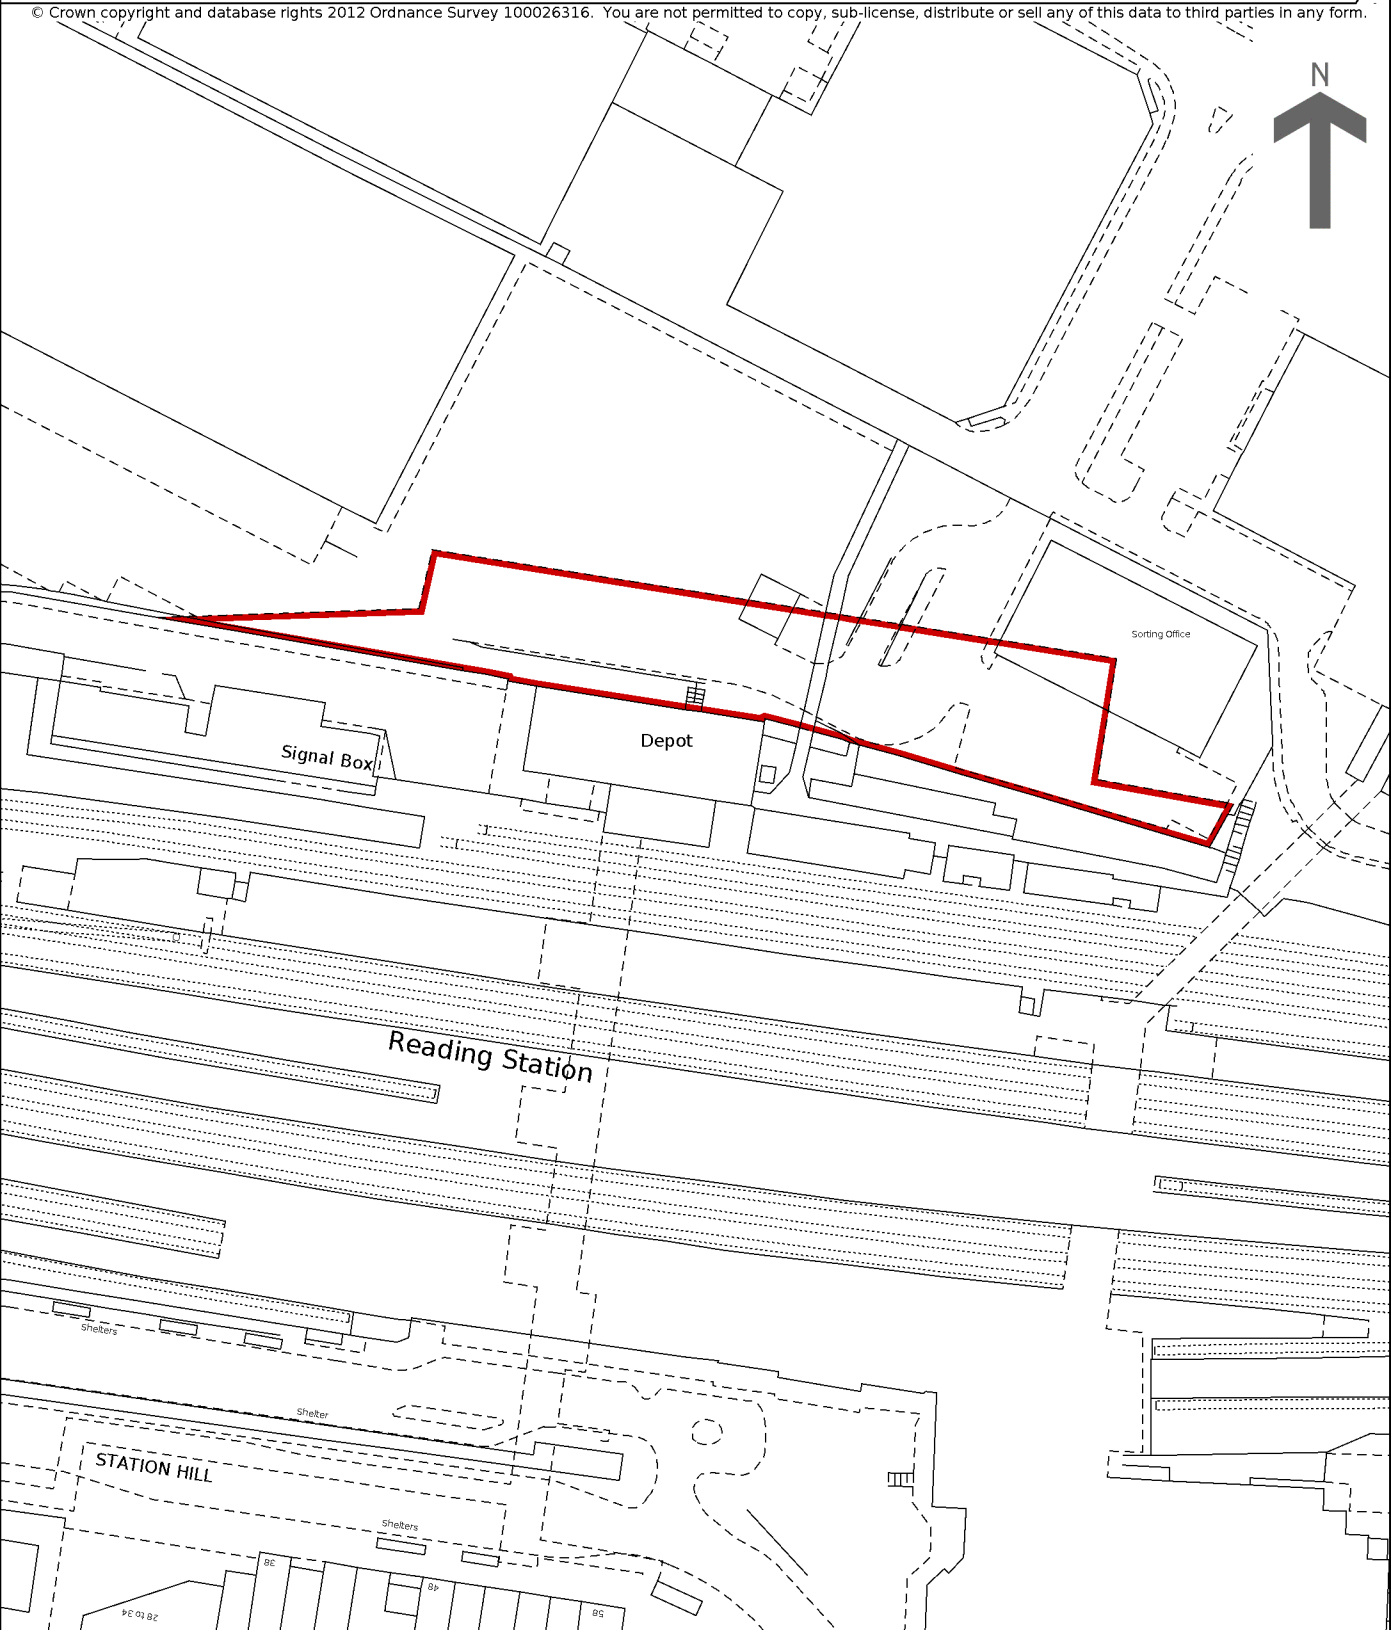 © Crown copyright and database rights 2012 Ordnance Survey 100026316. You are not permitted to copy, sub-license, distribute or sell any of this data to third parties in any form.
N
Sorting Office
Depot
Signal Box
Reading Station
Shelters
Shelter
STATION HILL
Shelters
38
48
58
28 to 34